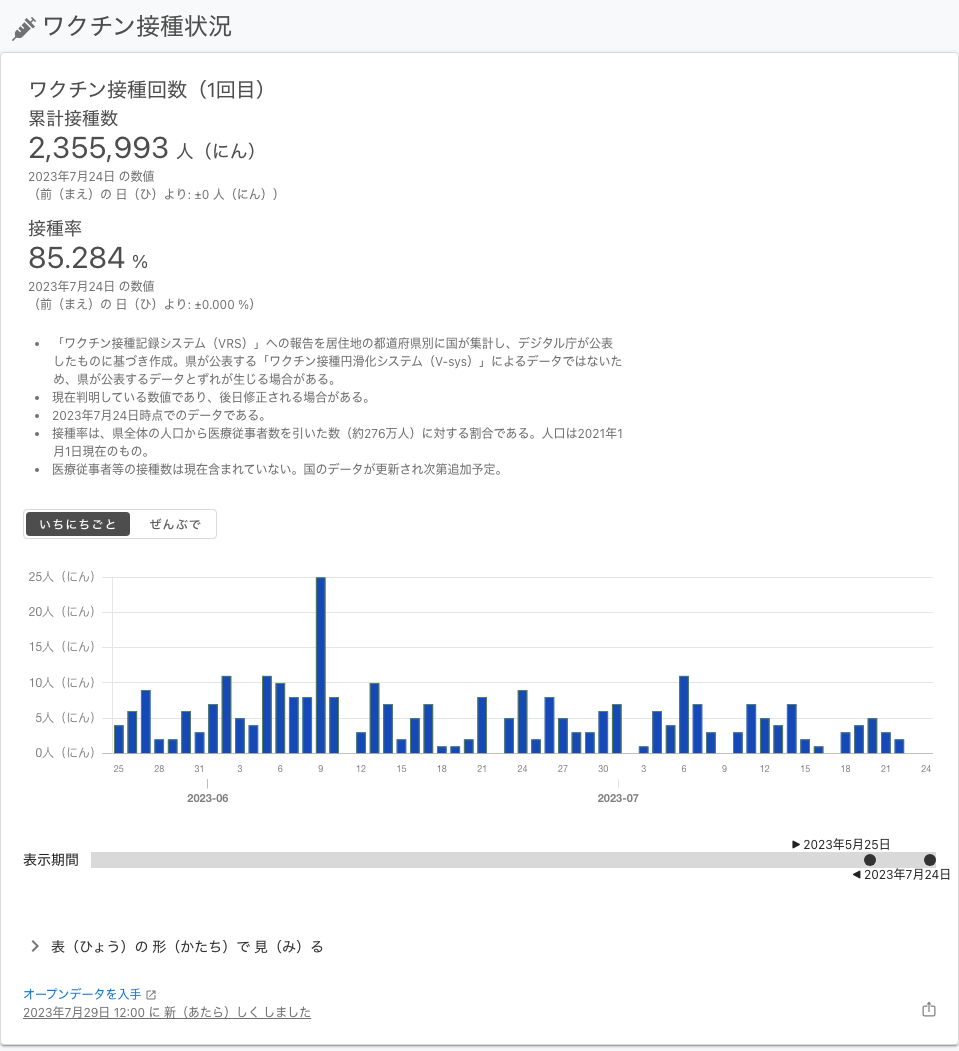 ワクチン接種状況
ワクチン接種回数（1回目）
累計接種数
2,355,993 人（にん）
2023年7月24日 の数値
（前（まえ）の 日（ひ）より: ±0 人（にん））
接種率
85.284 %
2023年7月24日 の数値
（前（まえ）の 日（ひ）より: ±0.000 %）
• 「ワクチン接種記録システム（VRS）」への報告を居住地の都道府県別に国が集計し、デジタル庁が公表
したものに基づき作成。県が公表する「ワクチン接種円滑化システム（V-sys）」によるデータではないた
め、県が公表するデータとずれが生じる場合がある。
• 現在判明している数値であり、後日修正される場合がある。
• 2023年7月24日時点でのデータである。
• 接種率は、県全体の人口から医療従事者数を引いた数（約276万人）に対する割合である。人口は2021年1
月1日現在のもの。
• 医療従事者等の接種数は現在含まれていない。国のデータが更新され次第追加予定。
いちにちごと ぜんぶで
25人（にん）
20人（にん）
15人（にん）
10人（にん）
5人（にん）
0人（にん）
25 28 31 3 6 9 12 15 18 21 24 27 30 3 6 9 12 15 18 21 24
2023-06 2023-07
▶ 2023年5月25日
表示期間
◀ 2023年7月24日
表（ひょう）の 形（かたち）で 見（み）る
オープンデータを入手
2023年7月29日 12:00 に 新（あたら）しく しました